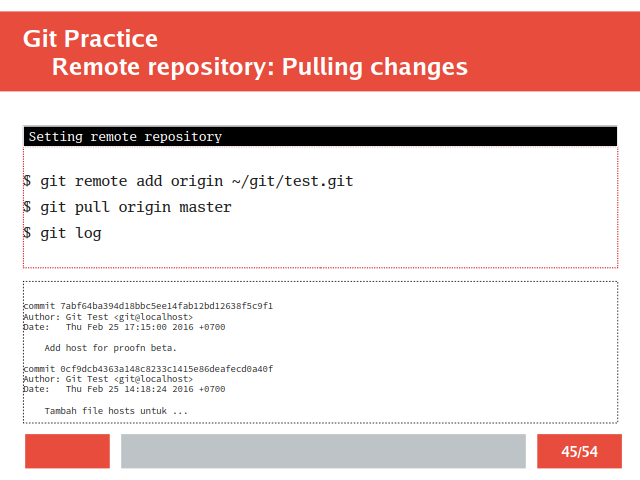 Git Practice
Remote repository: Pulling changes
Setting remote repository
$ git remote add origin ~/git/test.git
$ git pull origin master
$ git log
commit 7abf64ba394d18bbc5ee14fab12bd12638f5c9f1
Author: Git Test <git@localhost>
Date:   Thu Feb 25 17:15:00 2016 +0700
Add host for proofn beta.
commit 0cf9dcb4363a148c8233c1415e86deafecd0a40f
Author: Git Test <git@localhost>
Date:   Thu Feb 25 14:18:24 2016 +0700
Tambah file hosts untuk ...
45/54